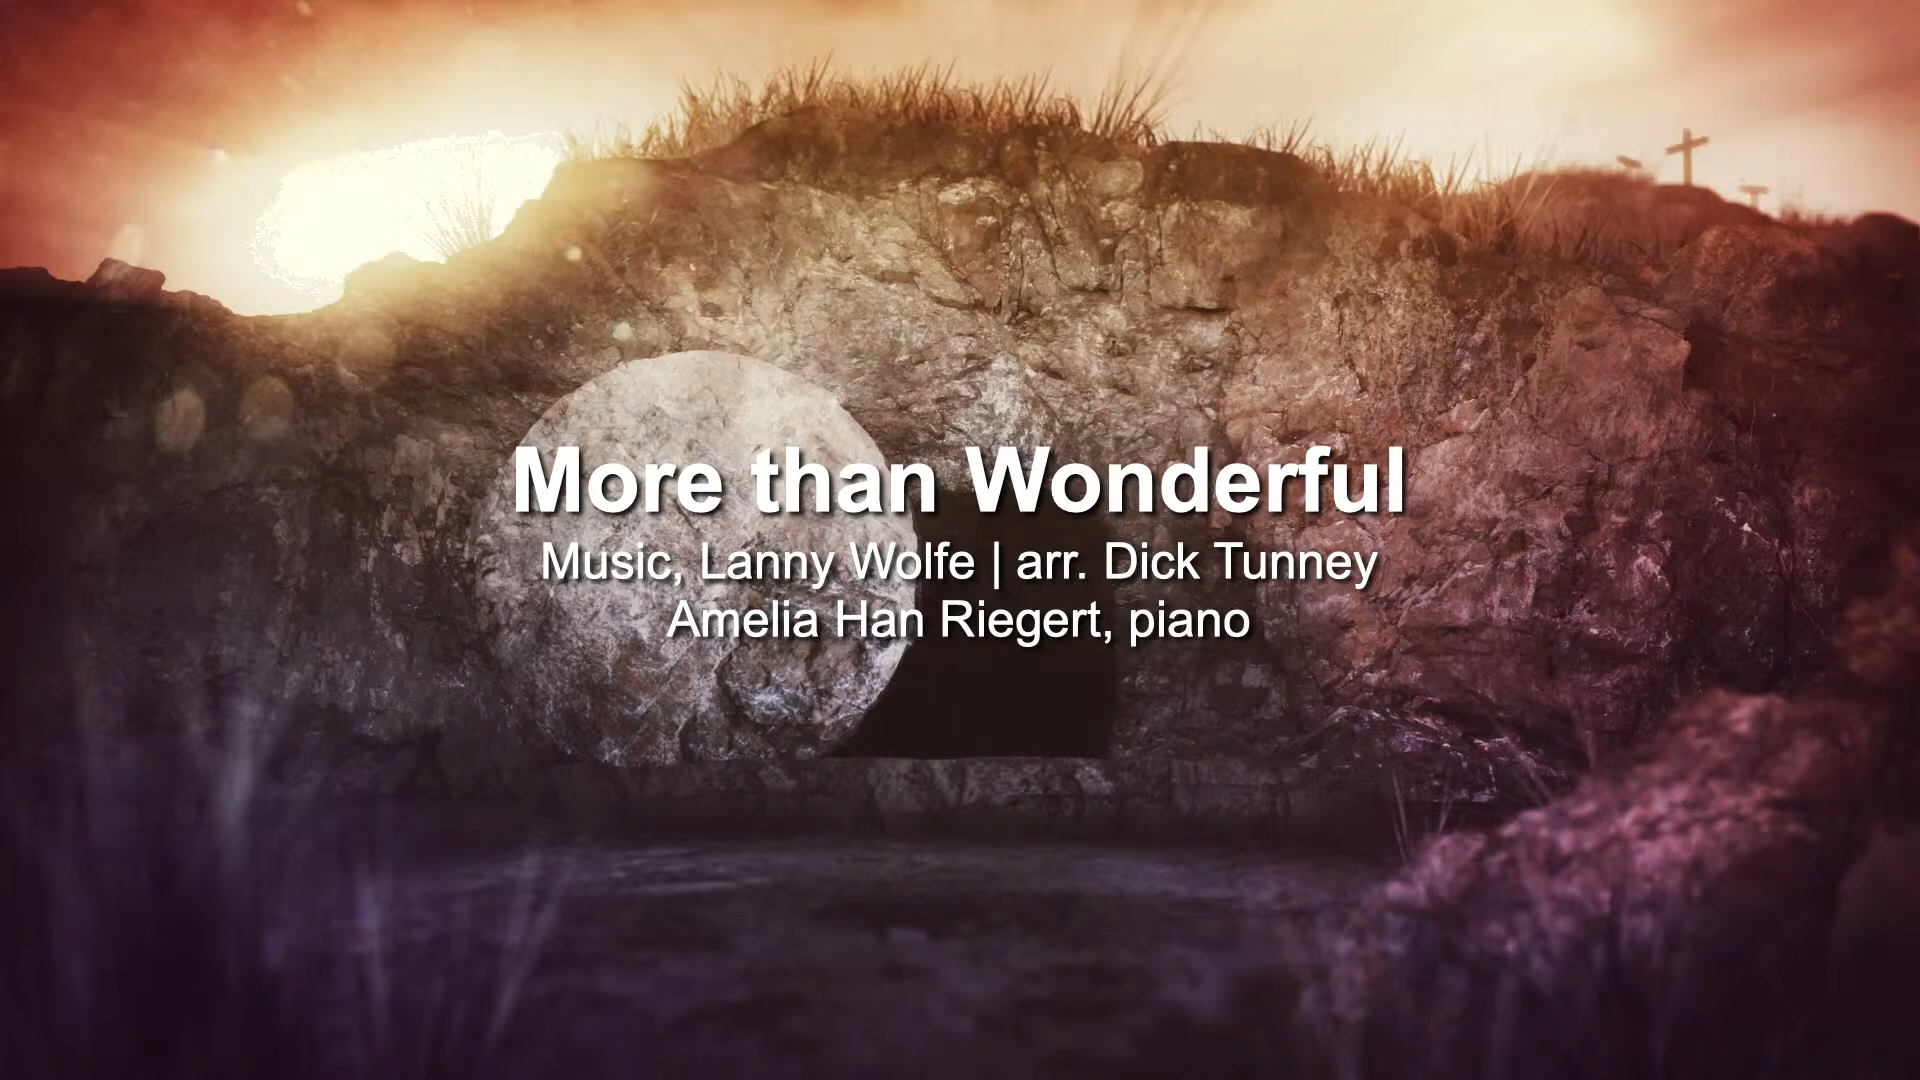 More than Wonderful
Music, Lanny Wolfe | arr. Dick Tunney
Amelia Han Riegert, piano